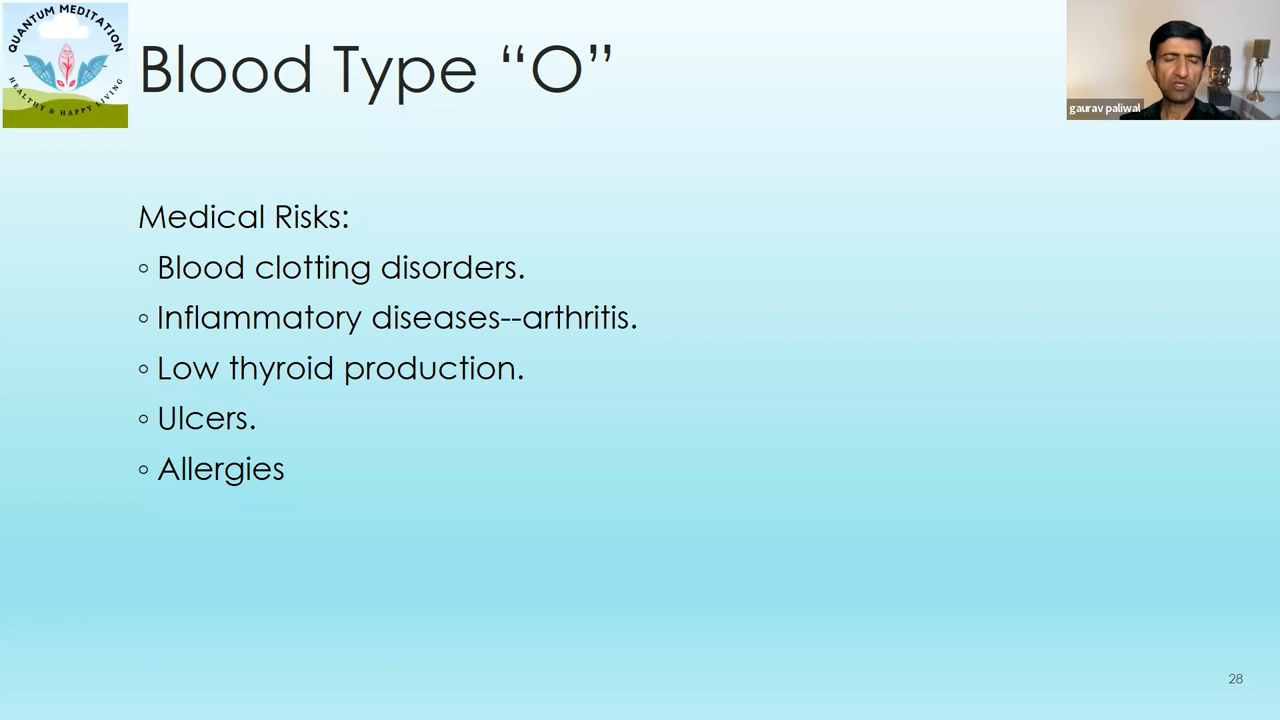 QUANTUM MEDITATION
HEALTHY & HAPPY LIVING
Blood Type “O”
gaurav paliwal
Medical Risks:
◦ Blood clotting disorders.
◦ Inflammatory diseases--arthritis.
◦ Low thyroid production.
◦ Ulcers.
◦ Allergies
28